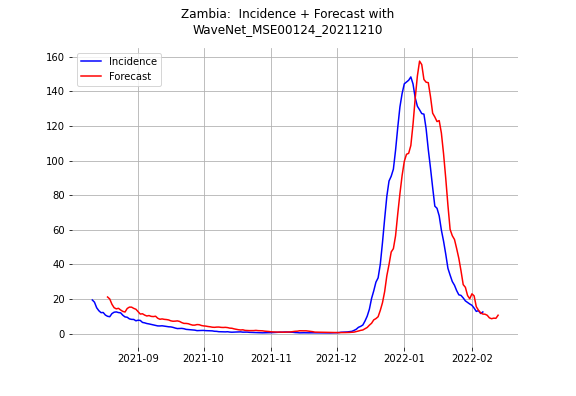 Zambia:  Incidence + Forecast with
WaveNet_MSE00124_20211210
Incidence
Forecast
160
140
120
100
80
60
40
20
0
2021-09 2021-10 2021-11 2021-12 2022-01 2022-02